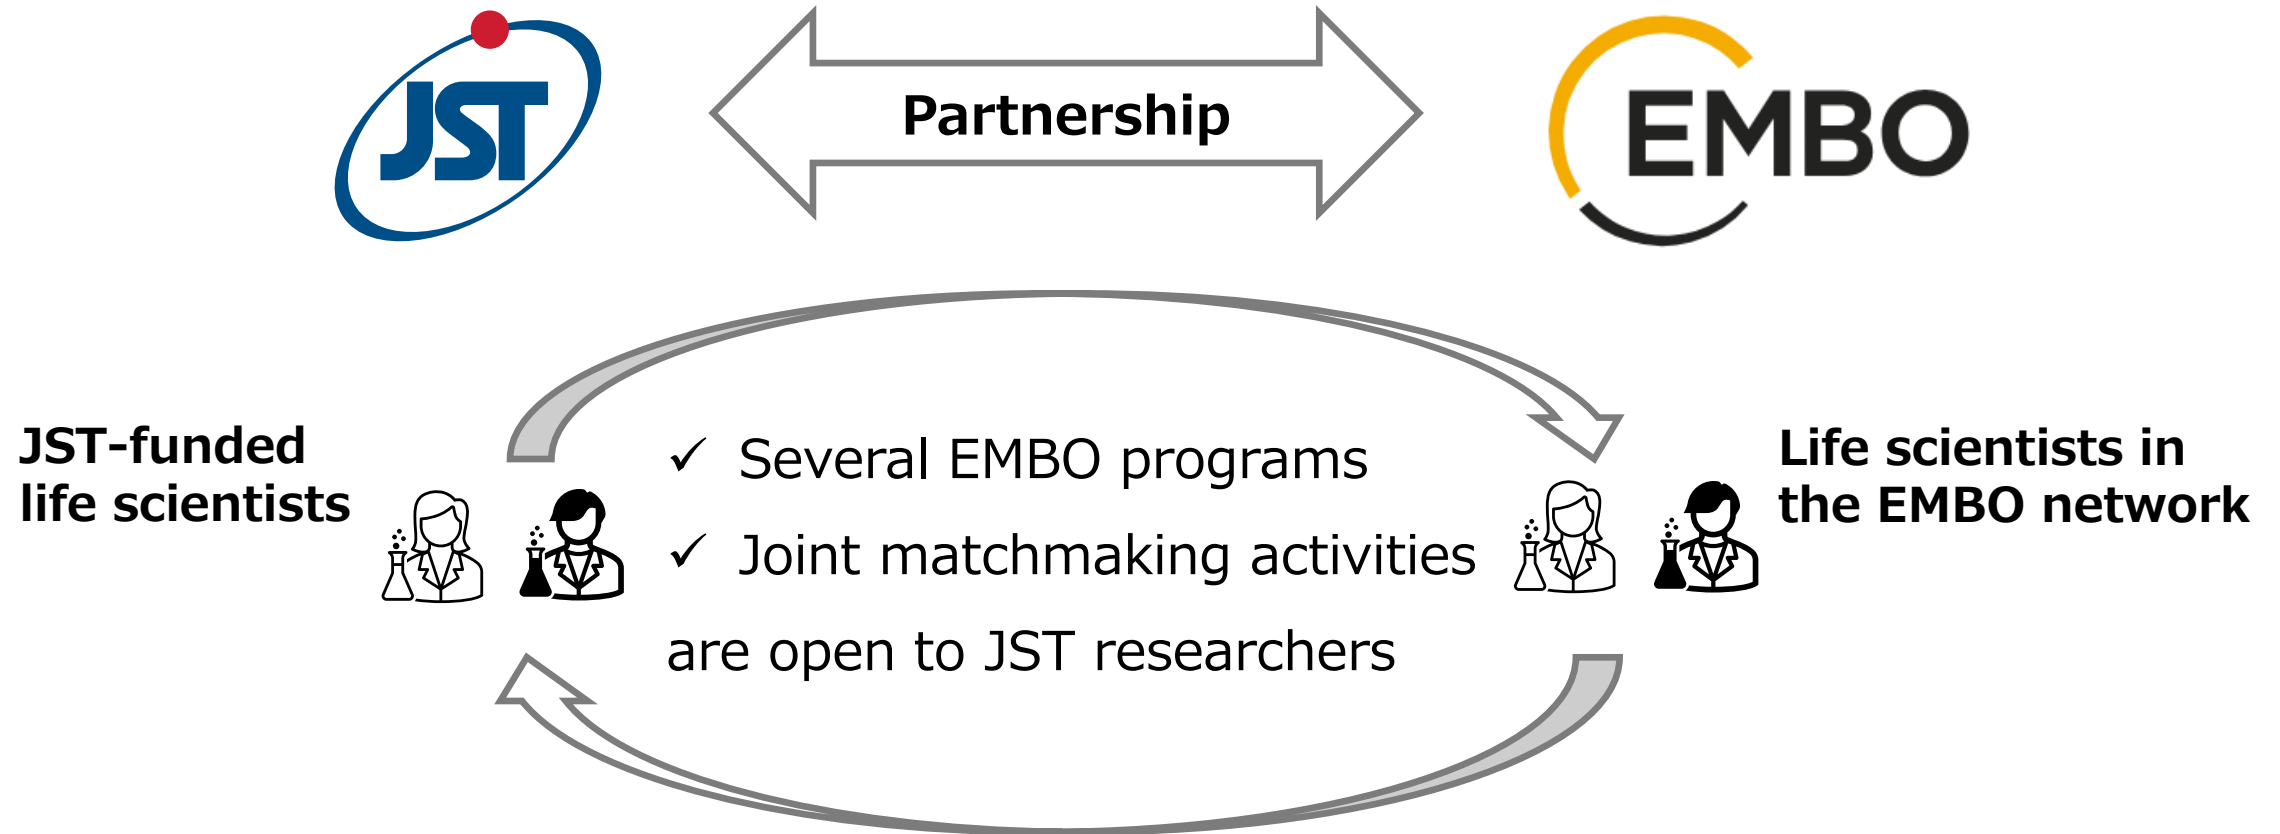 JST
Partnership
EMBO
JST-funded
life scientists
✓ Several EMBO programs
✓ Joint matchmaking activities
are open to JST researchers
Life scientists in
the EMBO network